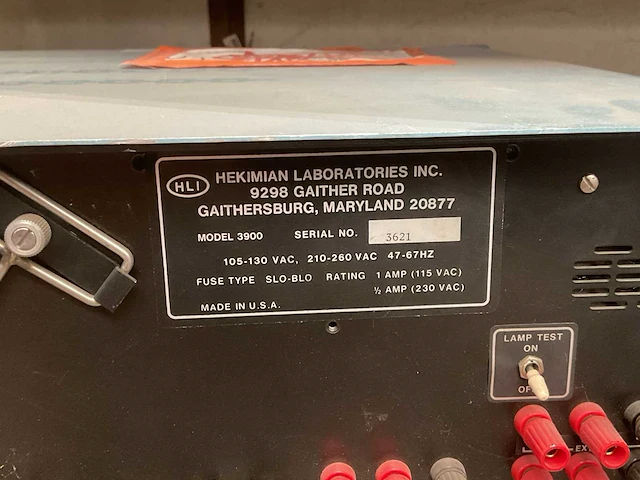 HLI
HEKIMIAN LABORATORIES INC.
9298 GAITHER ROAD
GAITHERSBURG, MARYLAND 20877
MODEL 3900 SERIAL NO. 3621
105-130 VAC, 210-260 VAC 47-67HZ
FUSE TYPE SLO-BLO RATING 1 AMP (115 VAC)
½ AMP (230 VAC)
MADE IN U.S.A.
LAMP TEST
ON